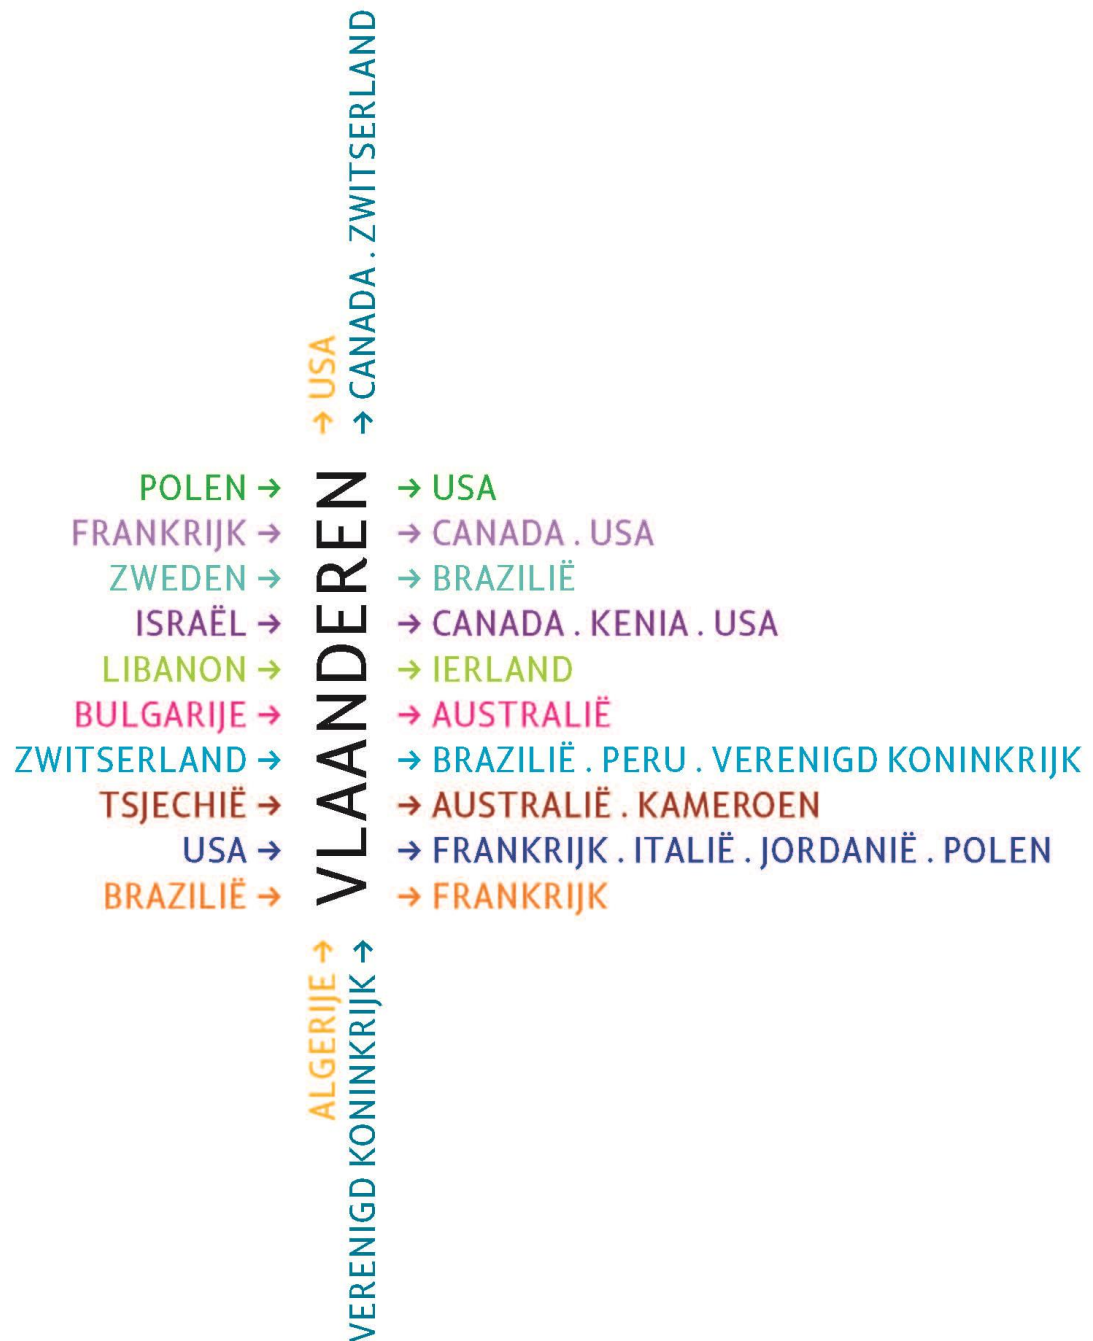 → USA
→ CANADA . ZWITSERLAND
POLEN → → USA
FRANKRIJK → → CANADA . USA
ZWEDEN → → BRAZILIË
ISRAËL → → CANADA . KENIA . USA
LIBANON → → IERLAND
BULGARIJE → → AUSTRALIË
ZWITSERLAND → → BRAZILIË . PERU . VERENIGD KONINKRIJK
TSJECHIË → → AUSTRALIË . KAMEROEN
USA → → FRANKRIJK . ITALIË . JORDANIË . POLEN
BRAZILIË → → FRANKRIJK
VLAANDEREN
ALGERIJE →
VERENIGD KONINKRIJK →